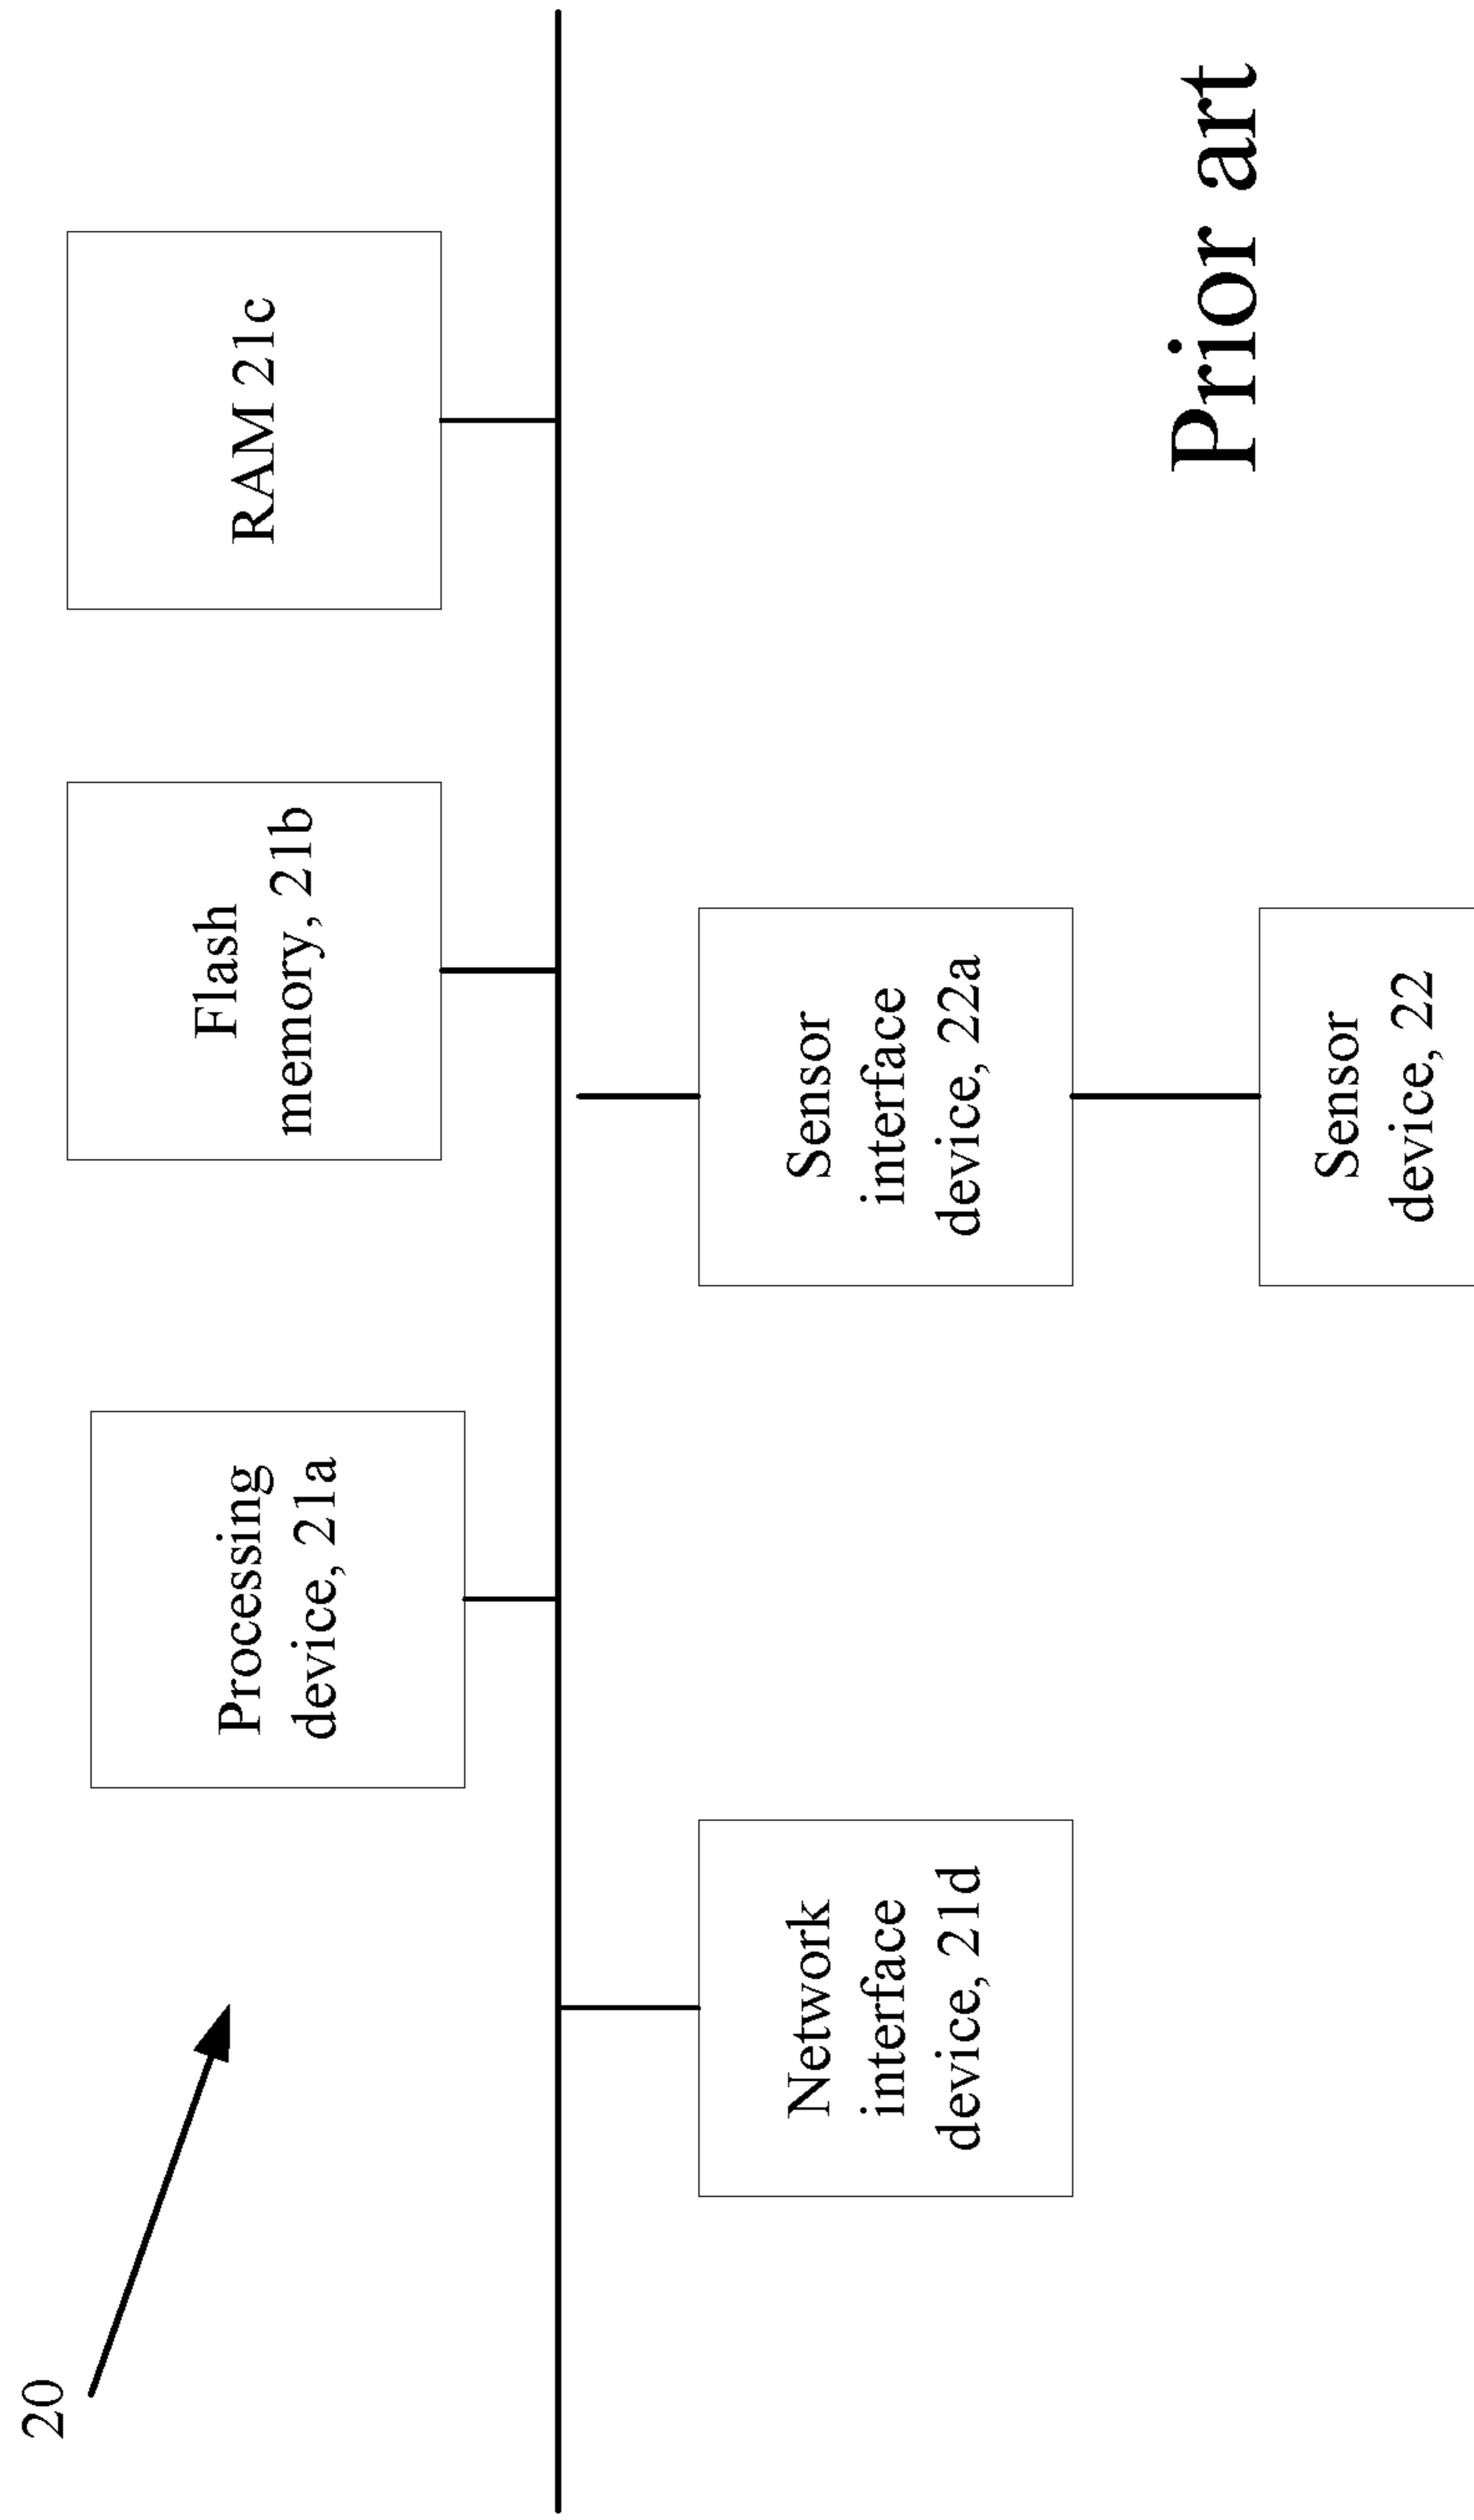 20
Processing
device, 21a
Flash
memory, 21b
RAM 21c
Network
interface
device, 21d
Sensor
interface
device, 22a
Sensor
device, 22
Prior art